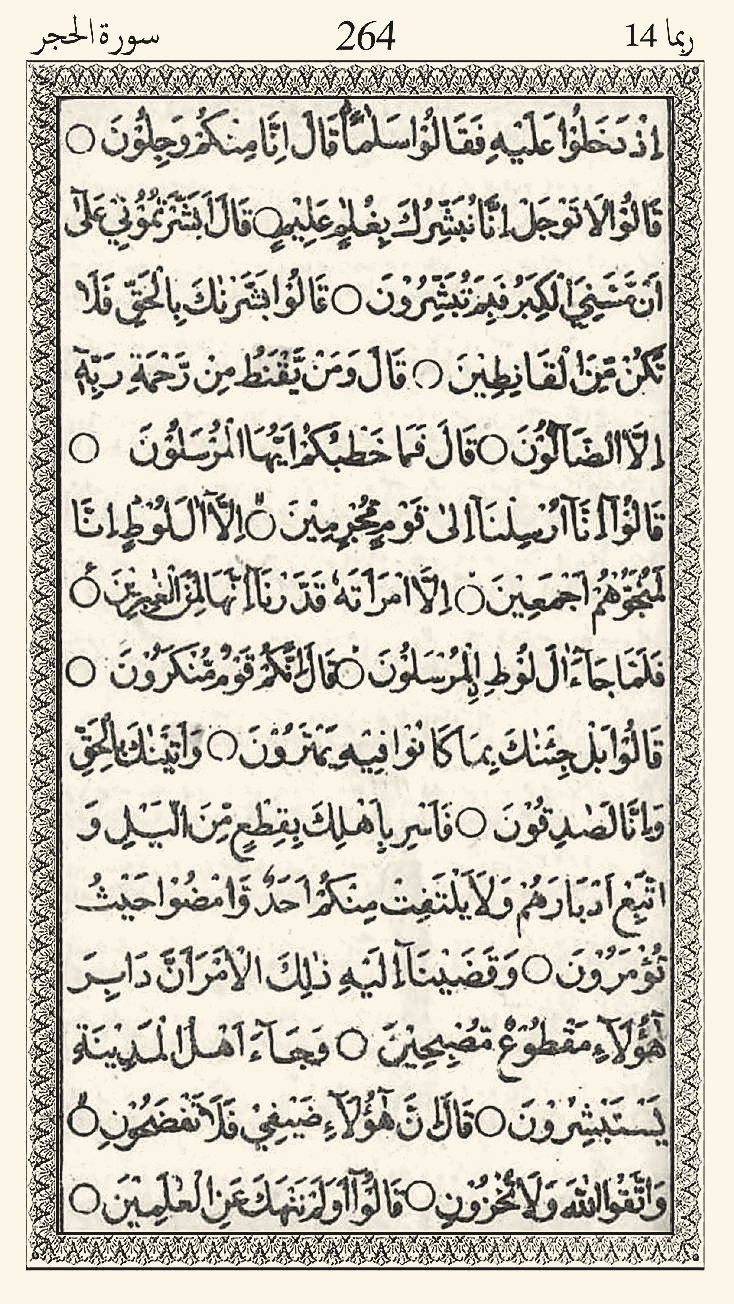 ربما 14 264 سورة الحجر
اِذْ دَخَلُوْا عَلَيْهِ فَقَالُوْا سَلٰمًا ؕ قَالَ اِنَّا مِنْكُمْ وَجِلُوْنَ ○
قَالُوْا لَا تَوْجَلْ اِنَّا نُبَشِّرُكَ بِغُلٰمٍ عَلِيْمٍ ○ قَالَ اَبَشَّرْتُمُوْنِيْ عَلٰٓى
اَنْ مَّسَّنِيَ الْكِبَرُ فَبِمَ تُبَشِّرُوْنَ ○ قَالُوْا بَشَّرْنٰكَ بِالْحَقِّ فَلَا
تَكُنْ مِّنَ الْقَانِطِيْنَ ○ قَالَ وَمَنْ يَّقْنَطُ مِنْ رَّحْمَةِ رَبِّهٖٓ
اِلَّا الضَّآلُّوْنَ ○ قَالَ فَمَا خَطْبُكُمْ اَيُّهَا الْمُرْسَلُوْنَ ○
قَالُوْٓا اِنَّآ اُرْسِلْنَآ اِلٰى قَوْمٍ مُّجْرِمِيْنَ ○ۙ اِلَّآ اٰلَ لُوْطٍ ؕ اِنَّا
لَمُنَجُّوْهُمْ اَجْمَعِيْنَ ○ۙ اِلَّا امْرَاَتَهٗ قَدَّرْنَآ اِنَّهَا لَمِنَ الْغٰبِرِيْنَ ○
فَلَمَّا جَآءَ اٰلَ لُوْطِ ۨالْمُرْسَلُوْنَ ○ۙ قَالَ اِنَّكُمْ قَوْمٌ مُّنْكَرُوْنَ ○
قَالُوْا بَلْ جِئْنٰكَ بِمَا كَانُوْا فِيْهِ يَمْتَرُوْنَ ○ وَاَتَيْنٰكَ بِالْحَقِّ
وَاِنَّا لَصٰدِقُوْنَ ○ فَاَسْرِ بِاَهْلِكَ بِقِطْعٍ مِّنَ الَّيْلِ وَ
اتَّبِعْ اَدْبَارَهُمْ وَلَا يَلْتَفِتْ مِنْكُمْ اَحَدٌ وَّامْضُوْا حَيْثُ
تُؤْمَرُوْنَ ○ وَقَضَيْنَآ اِلَيْهِ ذٰلِكَ الْاَمْرَ اَنَّ دَابِرَ
هٰٓؤُلَآءِ مَقْطُوْعٌ مُّصْبِحِيْنَ ○ وَجَآءَ اَهْلُ الْمَدِيْنَةِ
يَسْتَبْشِرُوْنَ ○ قَالَ اِنَّ هٰٓؤُلَآءِ ضَيْفِيْ فَلَا تَفْضَحُوْنِ ○ۙ
وَاتَّقُوا اللّٰهَ وَلَا تُخْزُوْنِ ○ قَالُوْٓا اَوَلَمْ نَنْهَكَ عَنِ الْعٰلَمِيْنَ ○